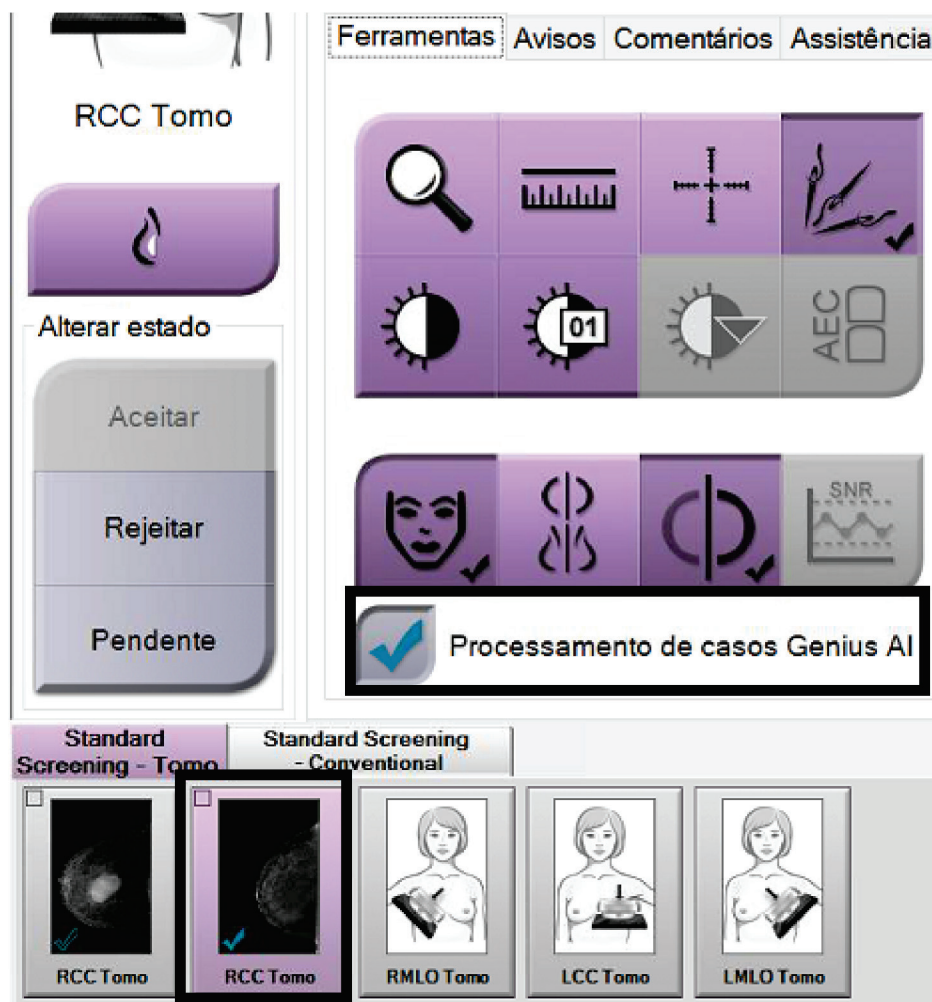 RCC Tomo
Alterar estado
Aceitar
Rejeitar
Pendente
Ferramentas Avisos Comentários Assistência
01
AEC
SNR
Processamento de casos Genius AI
Standard
Screening - Tomo
Standard Screening
- Conventional
RCC Tomo
RCC Tomo
RMLO Tomo
LCC Tomo
LMLO Tomo